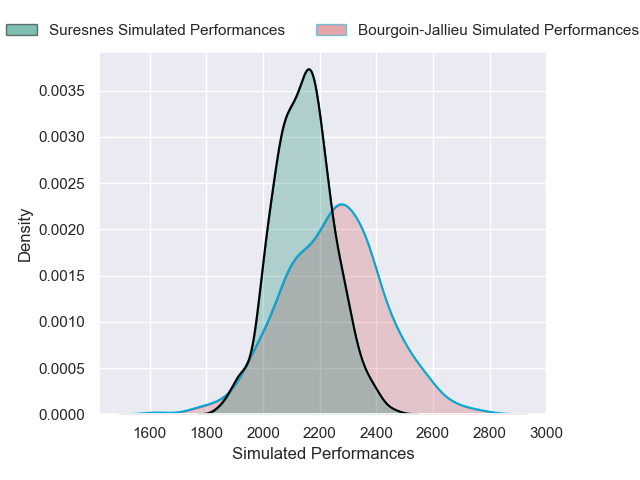 Suresnes Simulated Performances
Bourgoin-Jallieu Simulated Performances
0.0035
0.0030
0.0025
0.0020
0.0015
0.0010
0.0005
0.0000
Density
1600 1800 2000 2200 2400 2600 2800 3000
Simulated Performances